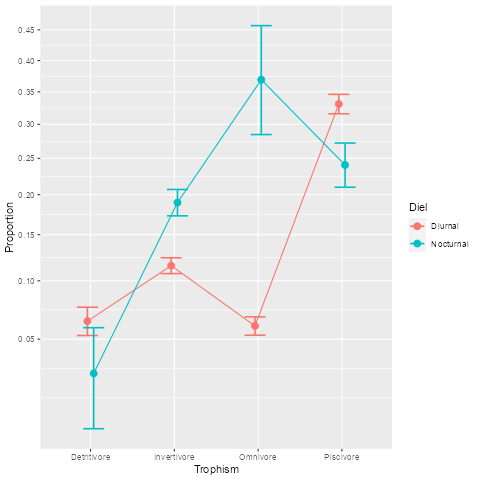 0.45
0.40
0.35
0.30
0.25
0.20
0.15
0.10
0.05
Proportion
Detritivore Invertivore Omnivore Piscivore
Trophism
Diel
Diurnal
Nocturnal